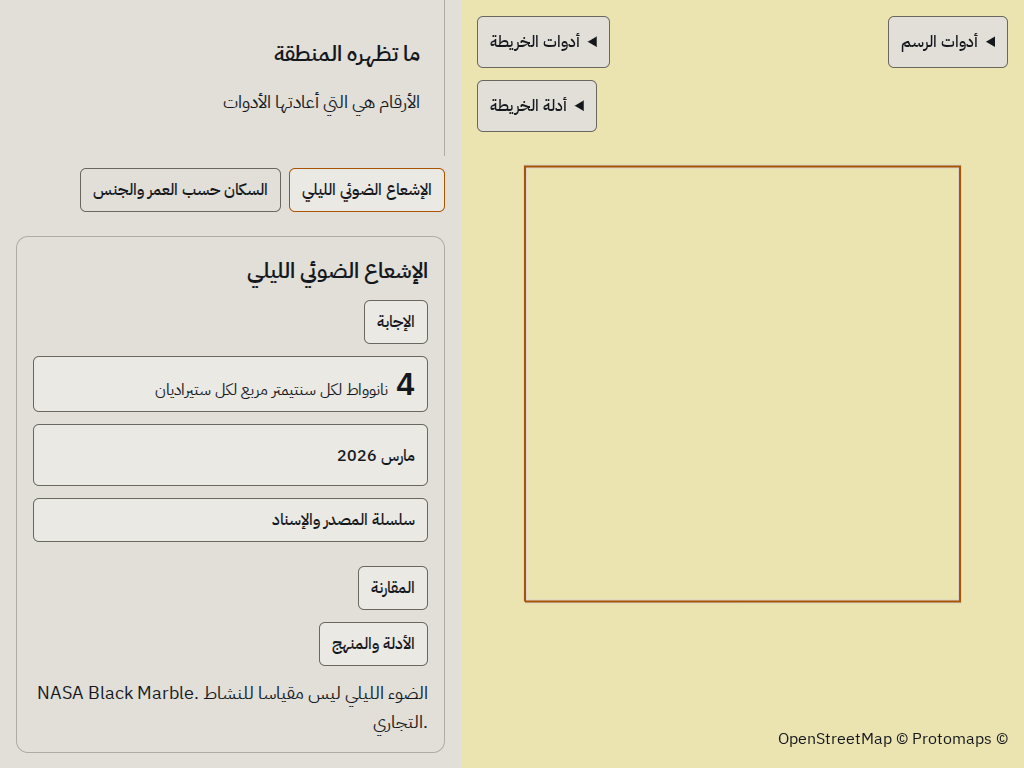 أدوات الرسم
أدوات الخريطة
أدلة الخريطة
© OpenStreetMap © Protomaps
ما تظهره المنطقة
الأرقام هي التي أعادتها الأدوات
الإشعاع الضوئي الليلي
السكان حسب العمر والجنس
الإشعاع الضوئي الليلي
الإجابة
4 نانوواط لكل سنتيمتر مربع لكل ستيراديان
مارس 2026
سلسلة المصدر والإسناد
المقارنة
الأدلة والمنهج
NASA Black Marble. الضوء الليلي ليس مقياسا للنشاط
التجاري.